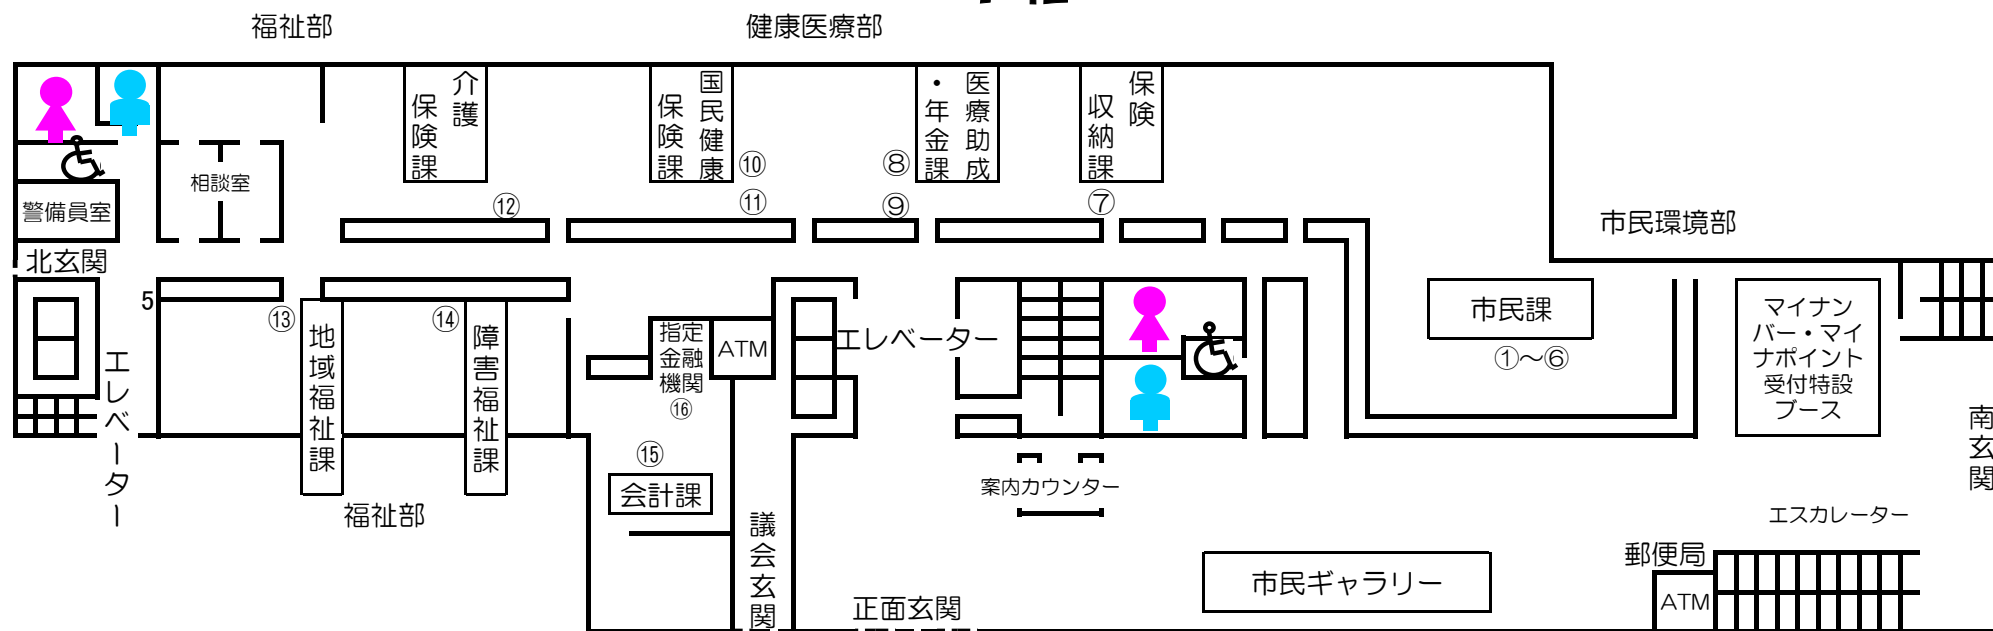 福祉部
健康医療部
介護
保険課
国民健康
保険課
⑩
医療助成
・年金課
⑧
保険
収納課
相談室
警備員室
⑫
⑪
⑨
⑦
市民環境部
北玄関
5
⑬
地域福祉課
⑭
障害福祉課
指定
金融
機関
⑯
ATM
エレベーター
エレベーター
市民課
①～⑥
マイナン
バー・マイ
ナポイント
受付特設
ブース
南玄関
⑮
会計課
案内カウンター
福祉部
議会玄関
エスカレーター
郵便局
ATM
市民ギャラリー
正面玄関